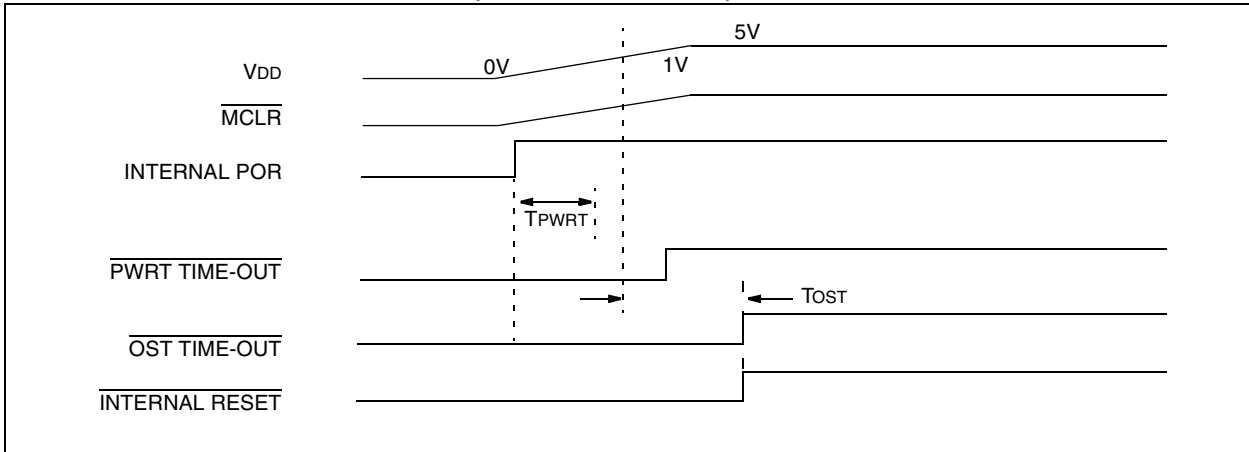 5V
VDD
0V
1V
MCLR
INTERNAL POR
TPWRT
PWRT TIME-OUT
TOST
OST TIME-OUT
INTERNAL RESET